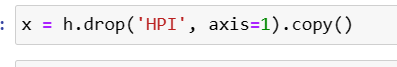 : x = h.drop('HPI', axis=1).copy()